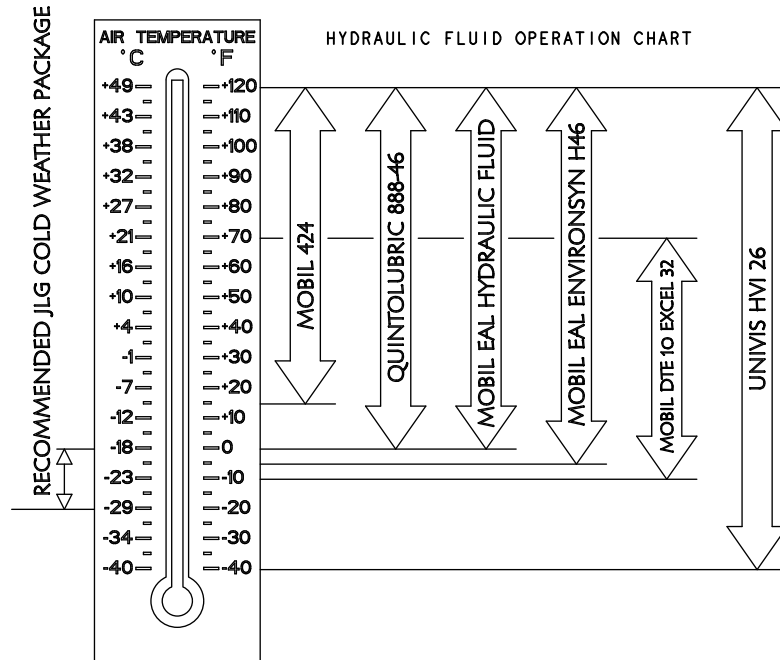 HYDRAULIC FLUID OPERATION CHART
AIR TEMPERATURE
°C °F
+49 +120
+43 +110
+38 +100
+32 +90
+27 +80
+21 +70
+16 +60
+10 +50
+4 +40
-1 +30
-7 +20
-12 +10
-18 0
-23 -10
-29 -20
-34 -30
-40 -40
RECOMMENDED JLG COLD WEATHER PACKAGE
MOBIL 424
QUINTOLUBRIC 888-46
MOBIL EAL HYDRAULIC FLUID
MOBIL EAL ENVIRONSYN H46
MOBIL DTE 10 EXCEL 32
UNIVIS HVI 26